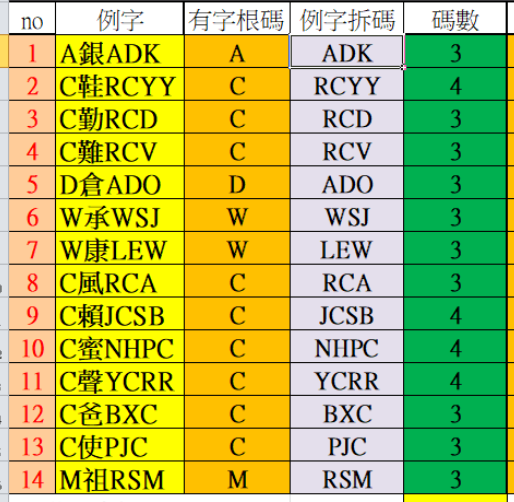 no 例字 有字根碼 例字拆碼 碼數
1 A銀ADK A ADK 3
2 C鞋RCYY C RCYY 4
3 C勤RCD C RCD 3
4 C難RCV C RCV 3
5 D倉ADO D ADO 3
6 W承WSJ W WSJ 3
7 W康LEW W LEW 3
8 C風RCA C RCA 3
9 C賴JCSB C JCSB 4
10 C蜜NHPC C NHPC 4
11 C聲YCRR C YCRR 4
12 C爸BXC C BXC 3
13 C使PJC C PJC 3
14 M祖RSM M RSM 3